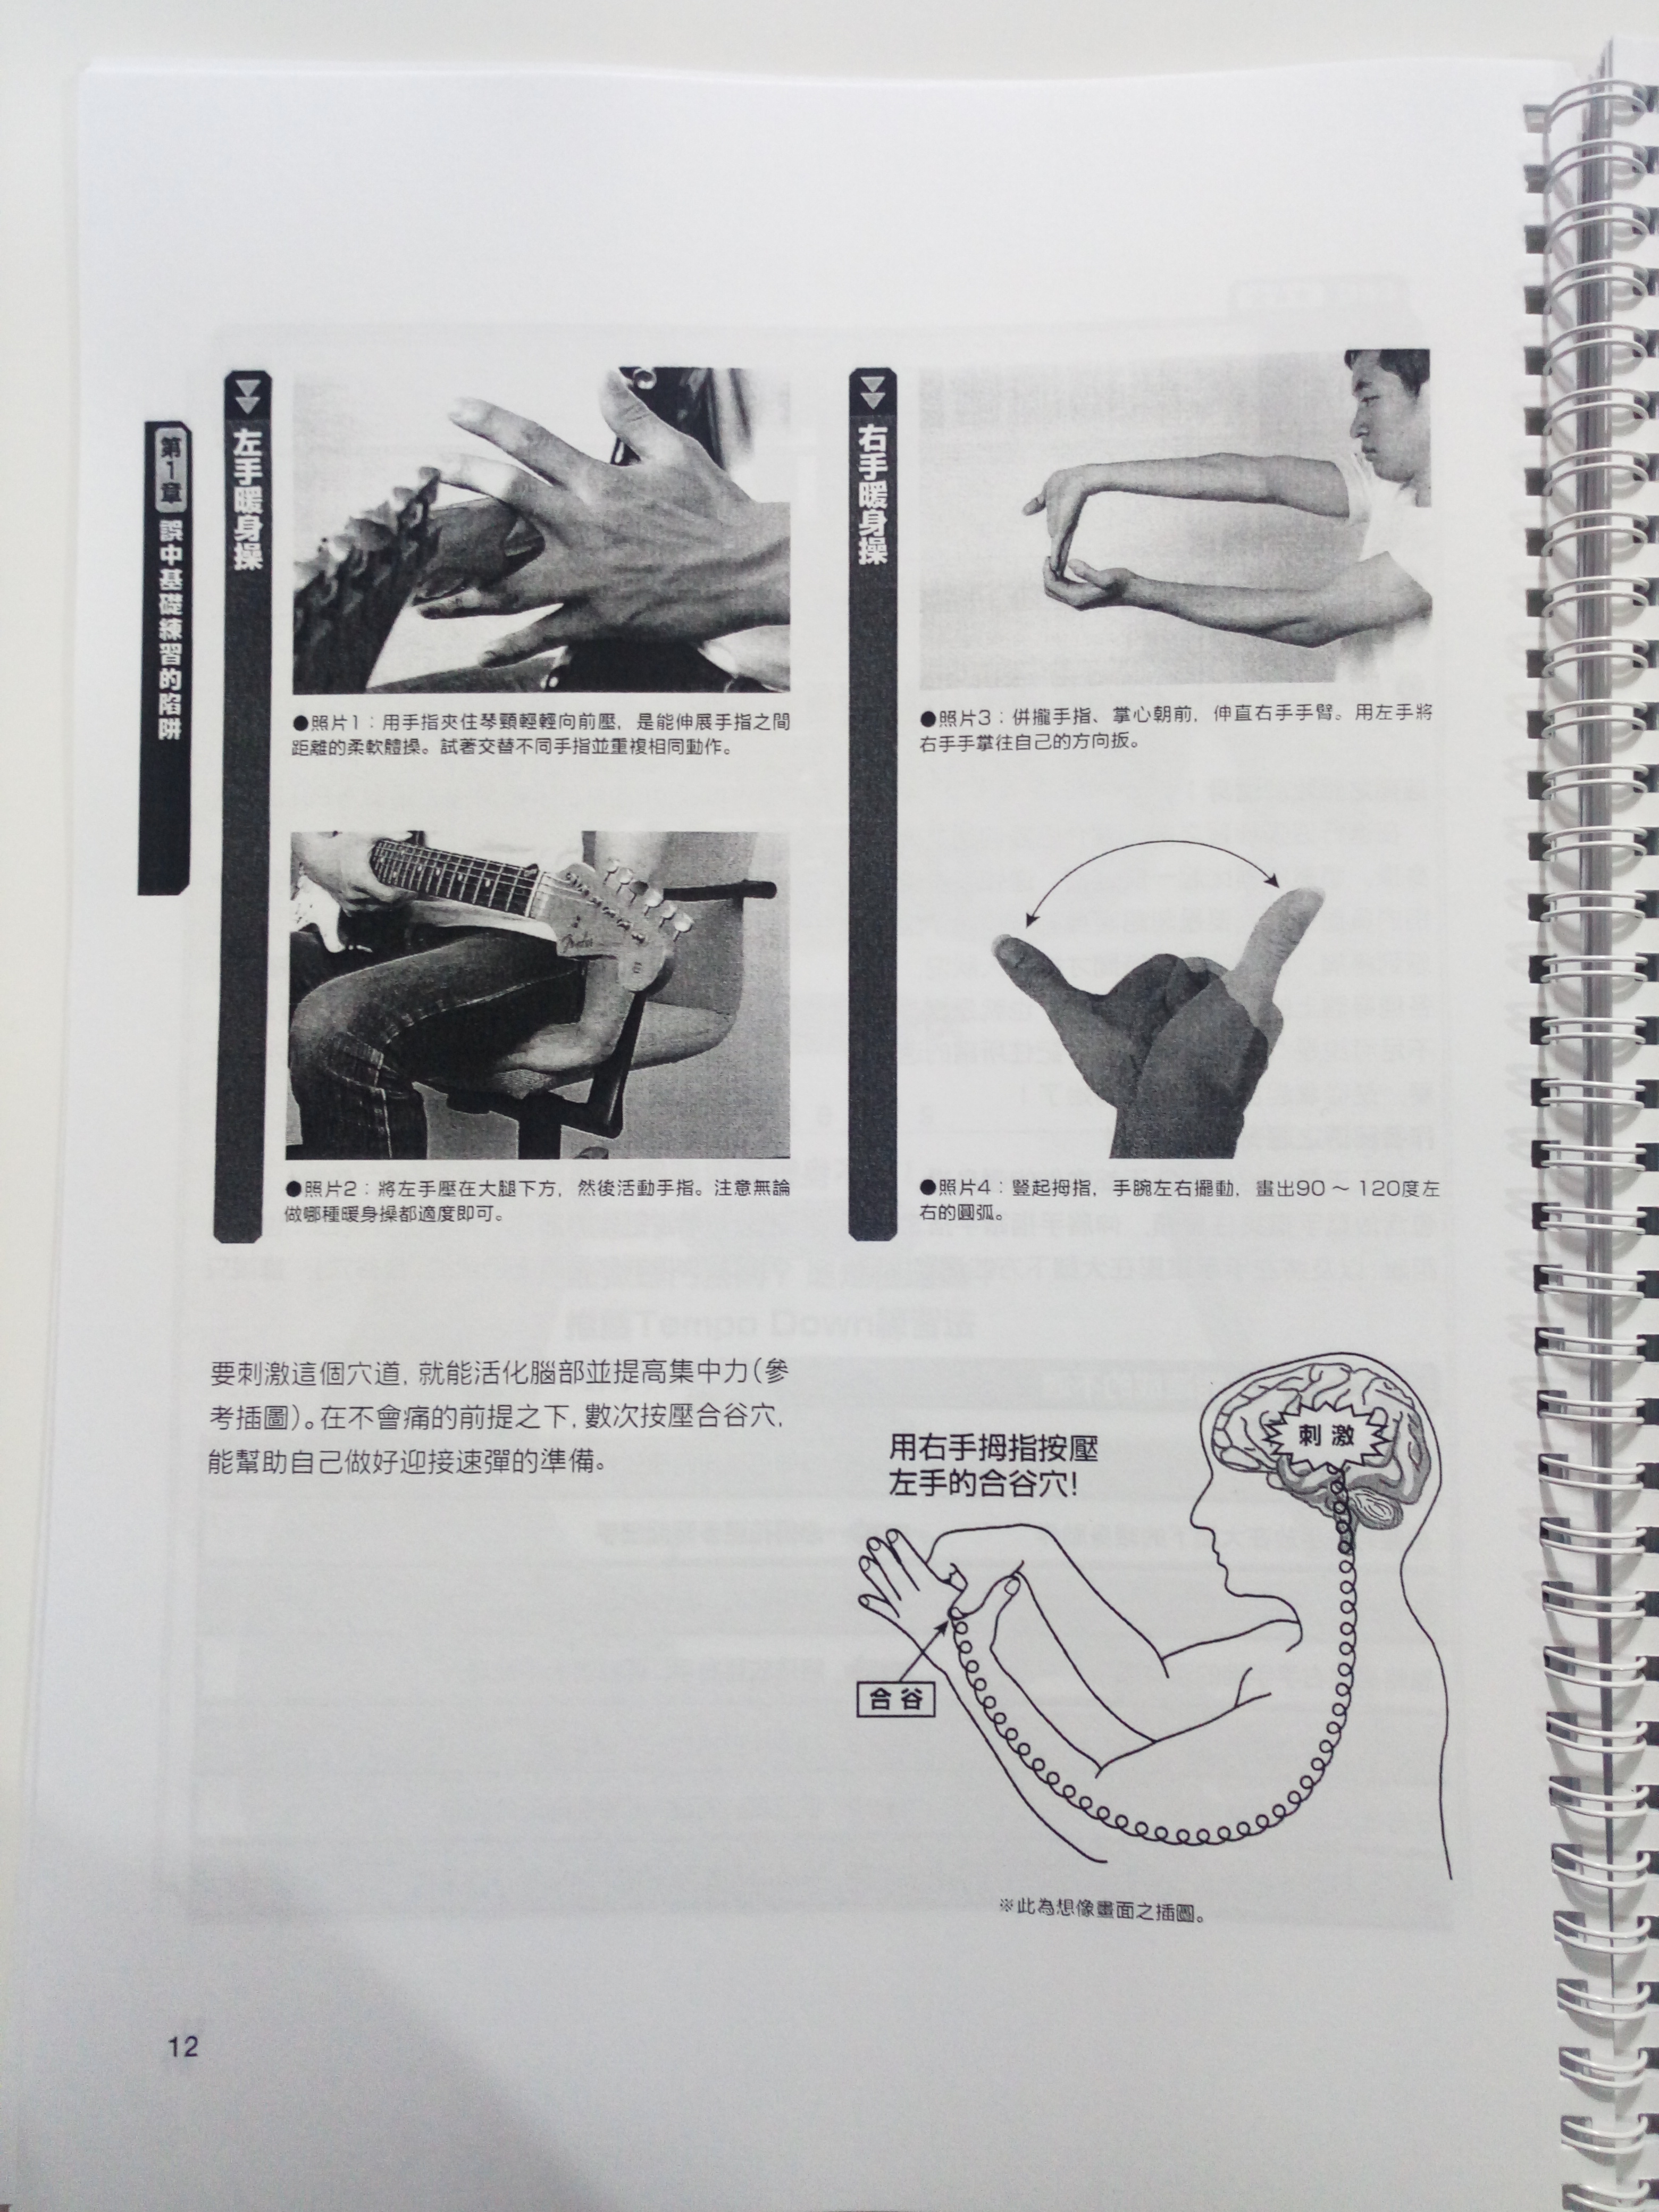 第1章 誤中基礎練習的陷阱
左手暖身操
●照片1：用手指夾住琴頸輕輕向前壓，是能伸展手指之間
距離的柔軟體操。試著交替不同手指並重複相同動作。
Fender
●照片2：將左手壓在大腿下方，然後活動手指。注意無論
做哪種暖身操都適度即可。
右手暖身操
●照片3：併攏手指、掌心朝前，伸直右手手臂。用左手將
右手手掌往自己的方向扳。
●照片4：豎起拇指，手腕左右擺動，畫出90～120度左
右的圓弧。
要刺激這個穴道，就能活化腦部並提高集中力（參
考插圖）。在不會痛的前提之下，數次按壓合谷穴，
能幫助自己做好迎接速彈的準備。
用右手拇指按壓
左手的合谷穴！
刺激
合谷
※此為想像畫面之插圖。
12